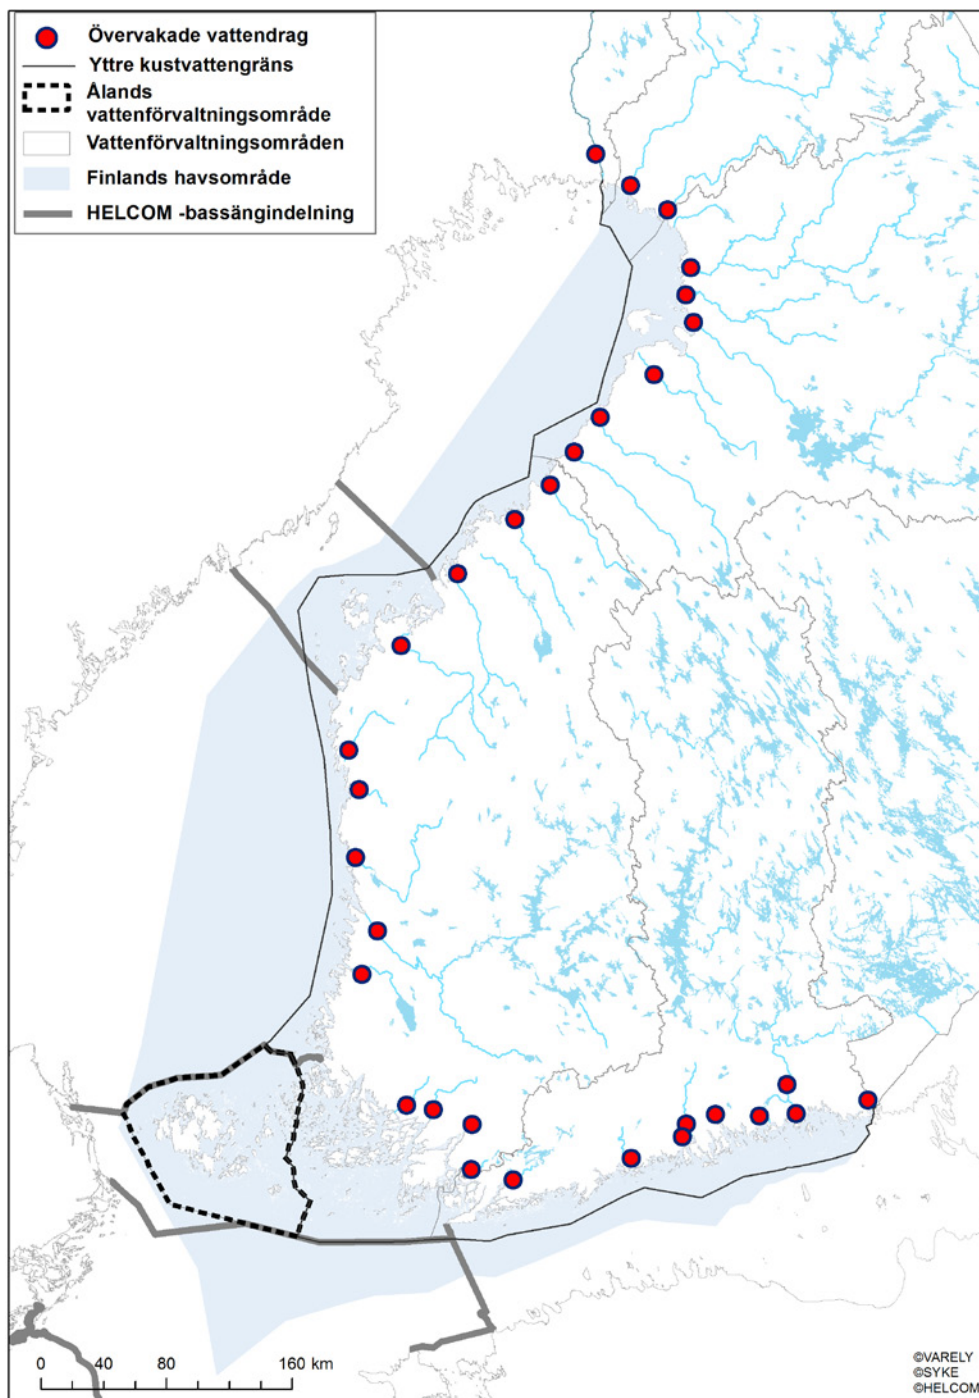 Övervakade vattendrag
Yttre kustvattengräns
Ålands
vattenförvaltningsområde
Vattenförvaltningsområden
Finlands havsområde
HELCOM -bassängindelning
0 40 80 160 km
©VARELY
©SYKE
©HELCOM